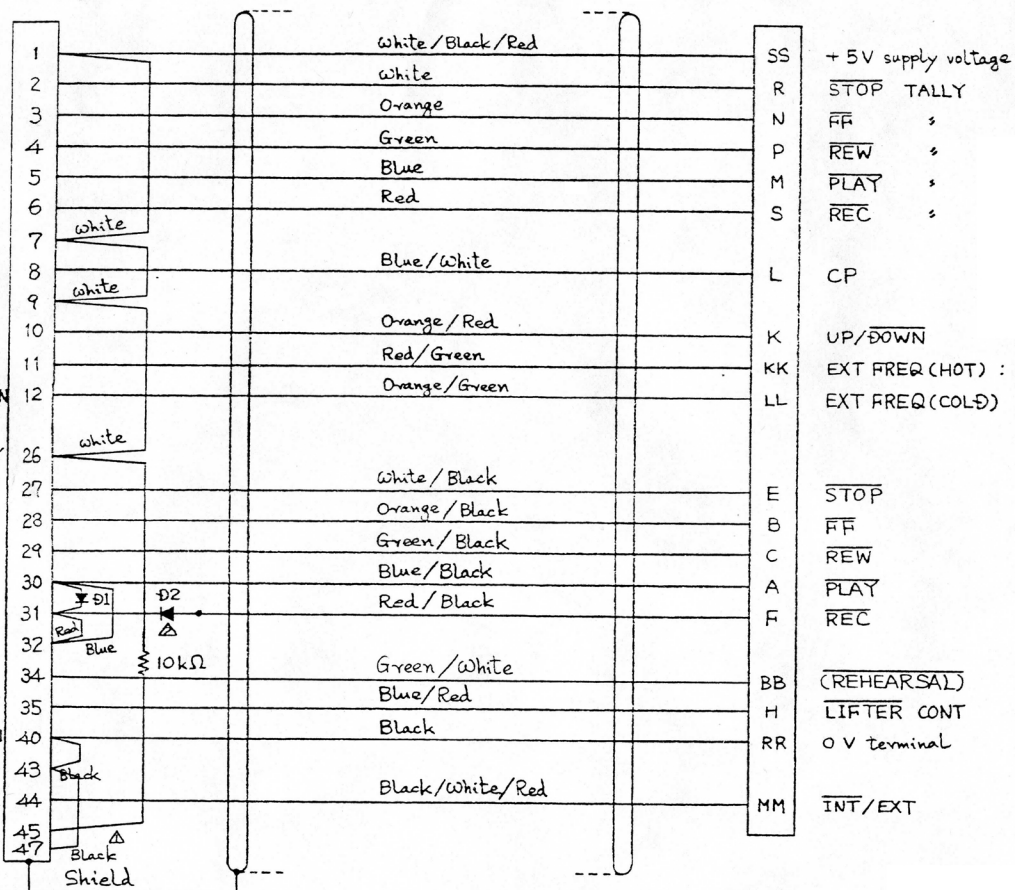 1 White/Black/Red SS + 5V supply voltage
2 White R STOP TALLY
3 Orange N FF "
4 Green P REW "
5 Blue M PLAY "
6 Red S REC "
7 White
8 Blue/White L CP
9 White
10 Orange/Red K UP/DOWN
11 Red/Green KK EXT FREQ(HOT) :
12 Orange/Green LL EXT FREQ(COLD)
N
26 White
27 White/Black E STOP
28 Orange/Black B FF
29 Green/Black C REW
30 Blue/Black A PLAY
D1 D2
31 Red/Black F REC
Red
32 Blue
10kΩ
34 Green/White BB (REHEARSAL)
35 Blue/Red H LIFTER CONT
40 Black RR 0 V terminal
43 Black
44 Black/White/Red MM INT/EXT
45
47 Black
Shield